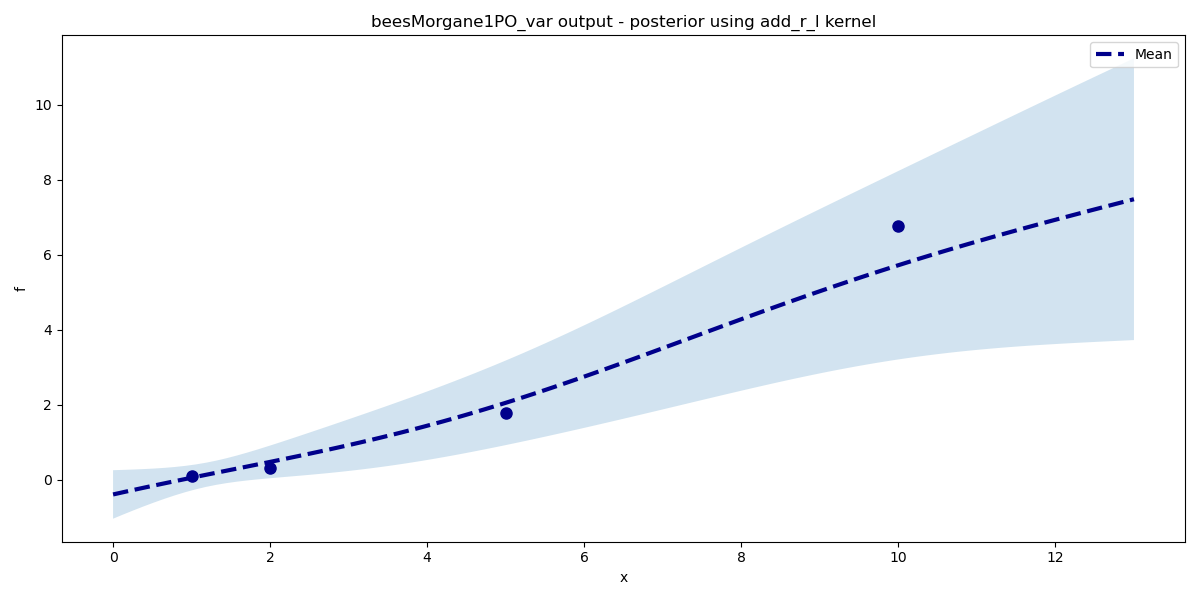 beesMorgane1PO_var output - posterior using add_r_l kernel
Mean
10
8
6
4
2
0
f
0 2 4 6 8 10 12
x